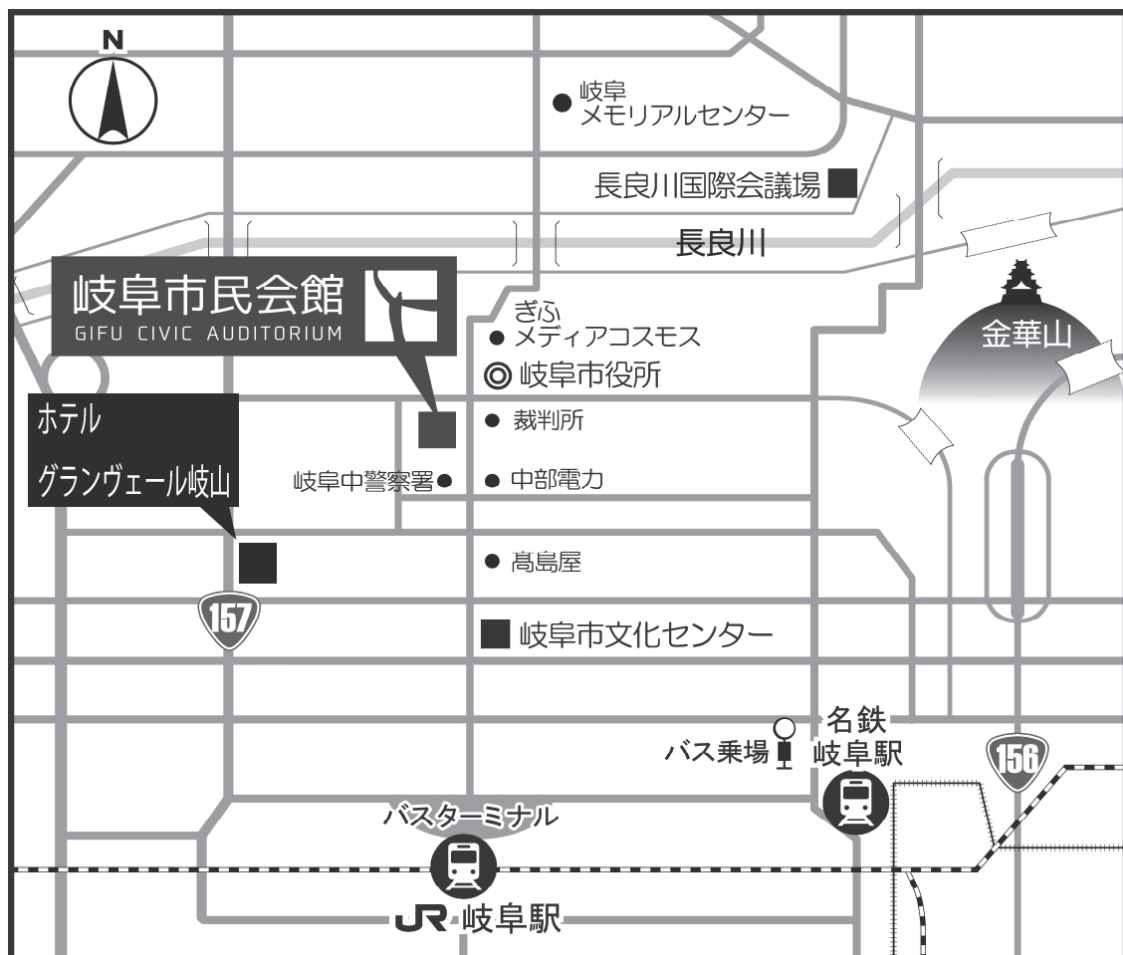 N
岐阜
メモリアルセンター
長良川国際会議場
長良川
岐阜市民会館
GIFU CIVIC AUDITORIUM
ぎふ
メディアコスモス
岐阜市役所
金華山
裁判所
ホテル
グランヴェール岐山
岐阜中警察署
中部電力
髙島屋
157
岐阜市文化センター
名鉄
岐阜駅
バス乗場
156
バスターミナル
JR 岐阜駅